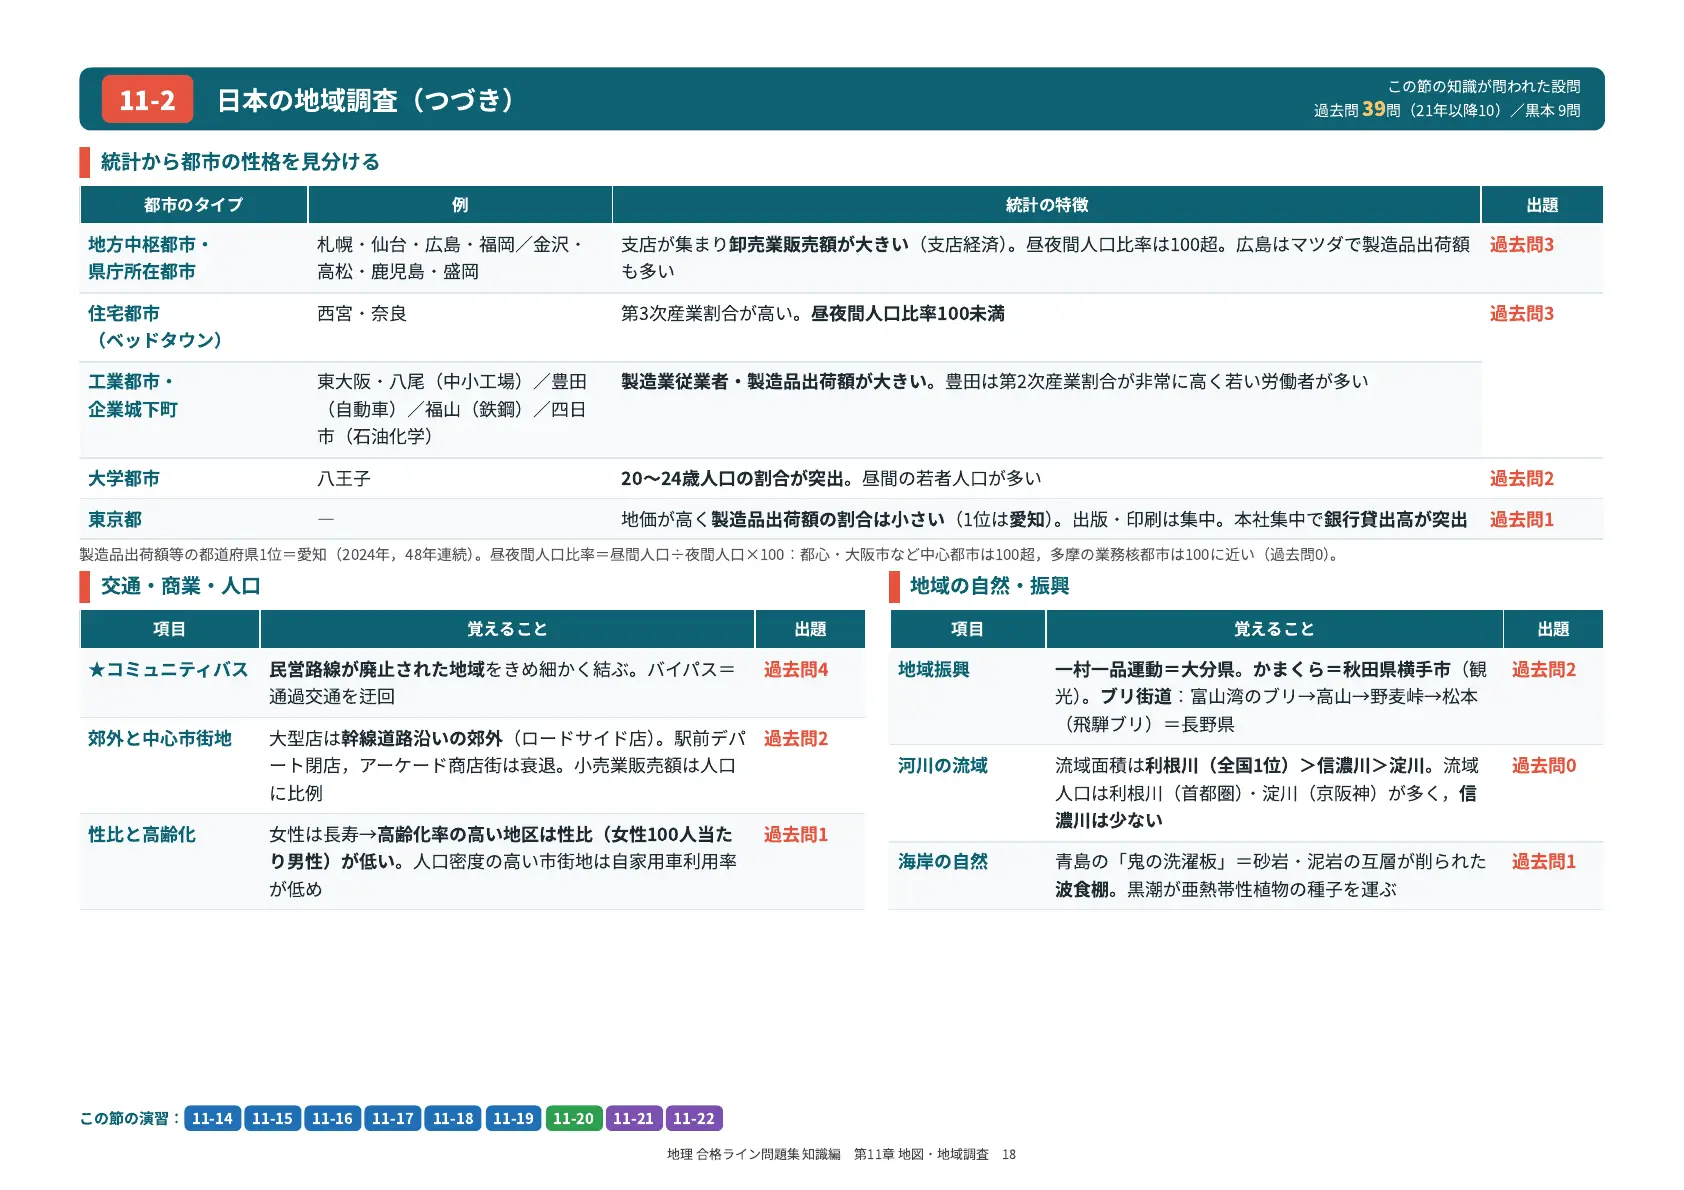 11-2 日本の地域調査（つづき）
この節の知識が問われた設問
過去問 39問（21年以降10）／黒本 9問
統計から都市の性格を見分ける
都市のタイプ 例 統計の特徴 出題
地方中枢都市・ 札幌・仙台・広島・福岡／金沢・ 支店が集まり卸売業販売額が大きい（支店経済）。昼夜間人口比率は100超。広島はマツダで製造品出荷額 過去問3
県庁所在都市 高松・鹿児島・盛岡 も多い
住宅都市 西宮・奈良 第3次産業割合が高い。昼夜間人口比率100未満 過去問3
（ベッドタウン）
工業都市・ 東大阪・八尾（中小工場）／豊田 製造業従業者・製造品出荷額が大きい。豊田は第2次産業割合が非常に高く若い労働者が多い
企業城下町 （自動車）／福山（鉄鋼）／四日
市（石油化学）
大学都市 八王子 20〜24歳人口の割合が突出。昼間の若者人口が多い 過去問2
東京都 — 地価が高く製造品出荷額の割合は小さい（1位は愛知）。出版・印刷は集中。本社集中で銀行貸出高が突出 過去問1
製造品出荷額等の都道府県1位＝愛知（2024年，48年連続）。昼夜間人口比率＝昼間人口÷夜間人口×100：都心・大阪市など中心都市は100超，多摩の業務核都市は100に近い（過去問0）。
交通・商業・人口
項目 覚えること 出題
★コミュニティバス 民営路線が廃止された地域をきめ細かく結ぶ。バイパス＝ 過去問4
通過交通を迂回
郊外と中心市街地 大型店は幹線道路沿いの郊外（ロードサイド店）。駅前デパ 過去問2
ート閉店，アーケード商店街は衰退。小売業販売額は人口
に比例
性比と高齢化 女性は長寿→高齢化率の高い地区は性比（女性100人当た 過去問1
り男性）が低い。人口密度の高い市街地は自家用車利用率
が低め
地域の自然・振興
項目 覚えること 出題
地域振興 一村一品運動＝大分県。かまくら＝秋田県横手市（観 過去問2
光）。ブリ街道：富山湾のブリ→高山→野麦峠→松本
（飛騨ブリ）＝長野県
河川の流域 流域面積は利根川（全国1位）＞信濃川＞淀川。流域 過去問0
人口は利根川（首都圏）・淀川（京阪神）が多く，信
濃川は少ない
海岸の自然 青島の「鬼の洗濯板」＝砂岩・泥岩の互層が削られた 過去問1
波食棚。黒潮が亜熱帯性植物の種子を運ぶ
この節の演習： 11-14 11-15 11-16 11-17 11-18 11-19 11-20 11-21 11-22
地理 合格ライン問題集 知識編　第11章 地図・地域調査　18